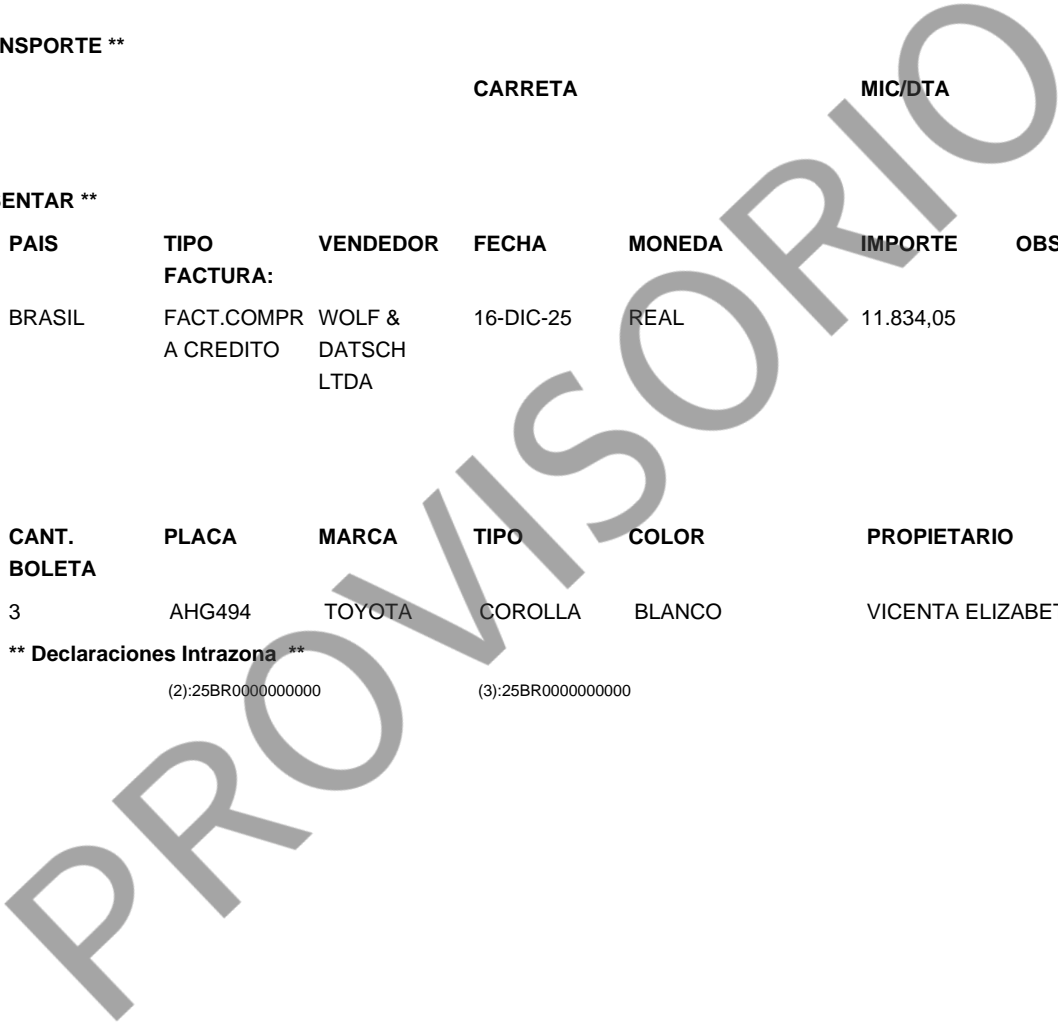 NSPORTE **
CARRETA MIC/DTA
SENTAR **
PAIS TIPO VENDEDOR FECHA MONEDA IMPORTE OBS
FACTURA:
BRASIL FACT.COMPR WOLF & 16-DIC-25 REAL 11.834,05
A CREDITO DATSCH
LTDA
CANT. PLACA MARCA TIPO COLOR PROPIETARIO
BOLETA
3 AHG494 TOYOTA COROLLA BLANCO VICENTA ELIZABET
** Declaraciones Intrazona **
(2):25BR0000000000 (3):25BR0000000000
PROVISORIO